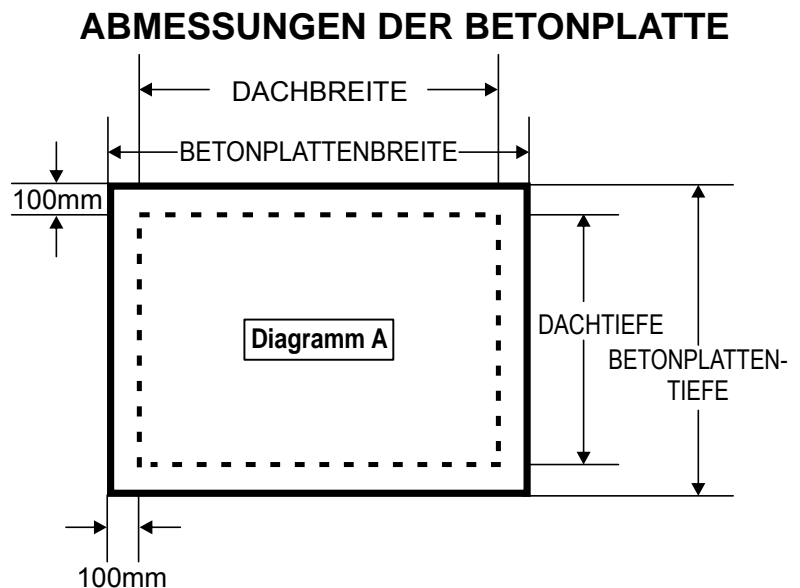 ABMESSUNGEN DER BETONPLATTE
DACHBREITE
BETONPLATTENBREITE
100mm
Diagramm A
DACHTIEFE
BETONPLATTEN-
TIEFE
100mm